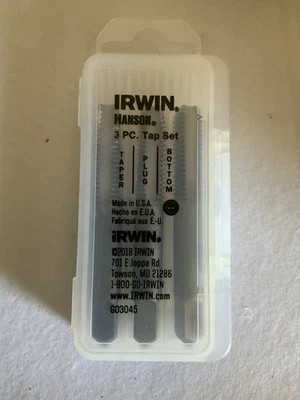 IRWIN®
HANSON®
3 PC. Tap Set
TAPER
PLUG
BOTTOM
Made in U.S.A.
Hecho en E.U.A.
Fabriqué aux É.-U.
IRWIN®
©2018 IRWIN
701 E Joppa Rd
Towson, MD 21286
1-800-GO-IRWIN
www.IRWIN.com
G03045